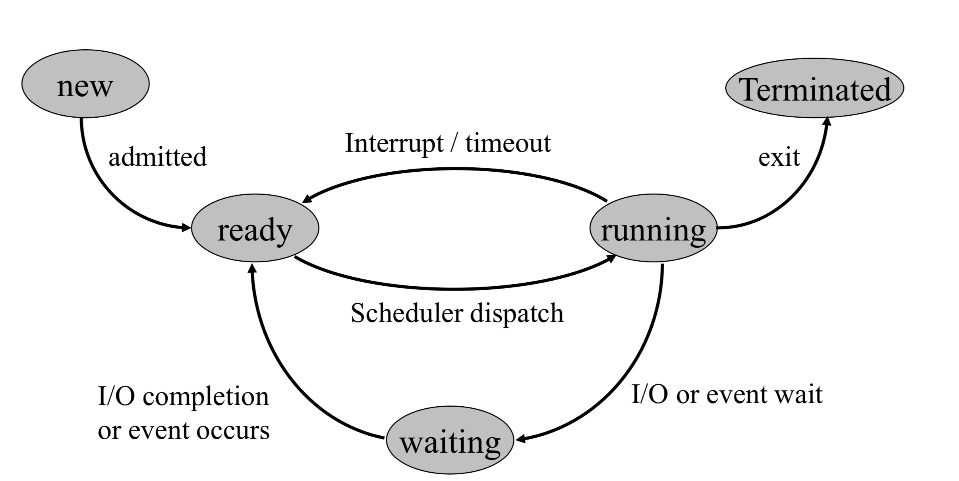 new
Terminated
Interrupt / timeout
admitted
exit
ready
running
Scheduler dispatch
I/O completion
or event occurs
I/O or event wait
waiting